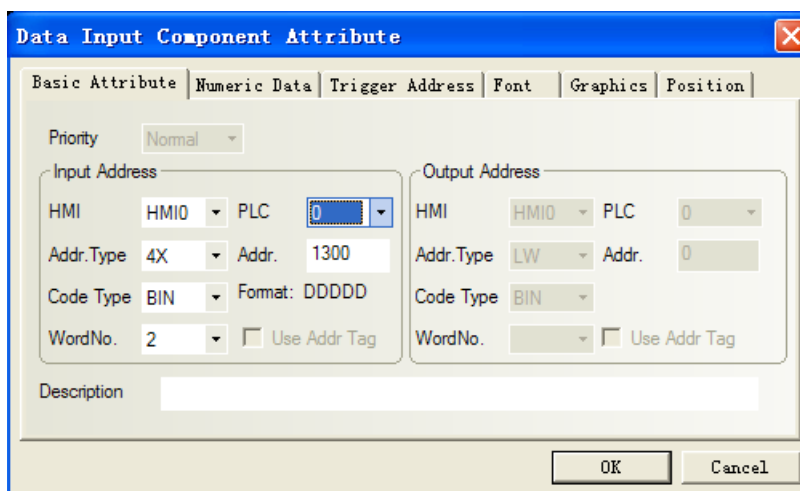 Data Input Component Attribute
Basic Attribute Numeric Data Trigger Address Font Graphics Position
Priority Normal
Input Address Output Address
HMI HMI0 PLC 0 HMI HMI0 PLC 0
Addr.Type 4X Addr. 1300 Addr.Type LW Addr. 0
Code Type BIN Format: DDDDD Code Type BIN
WordNo. 2 Use Addr Tag WordNo. Use Addr Tag
Description
OK Cancel